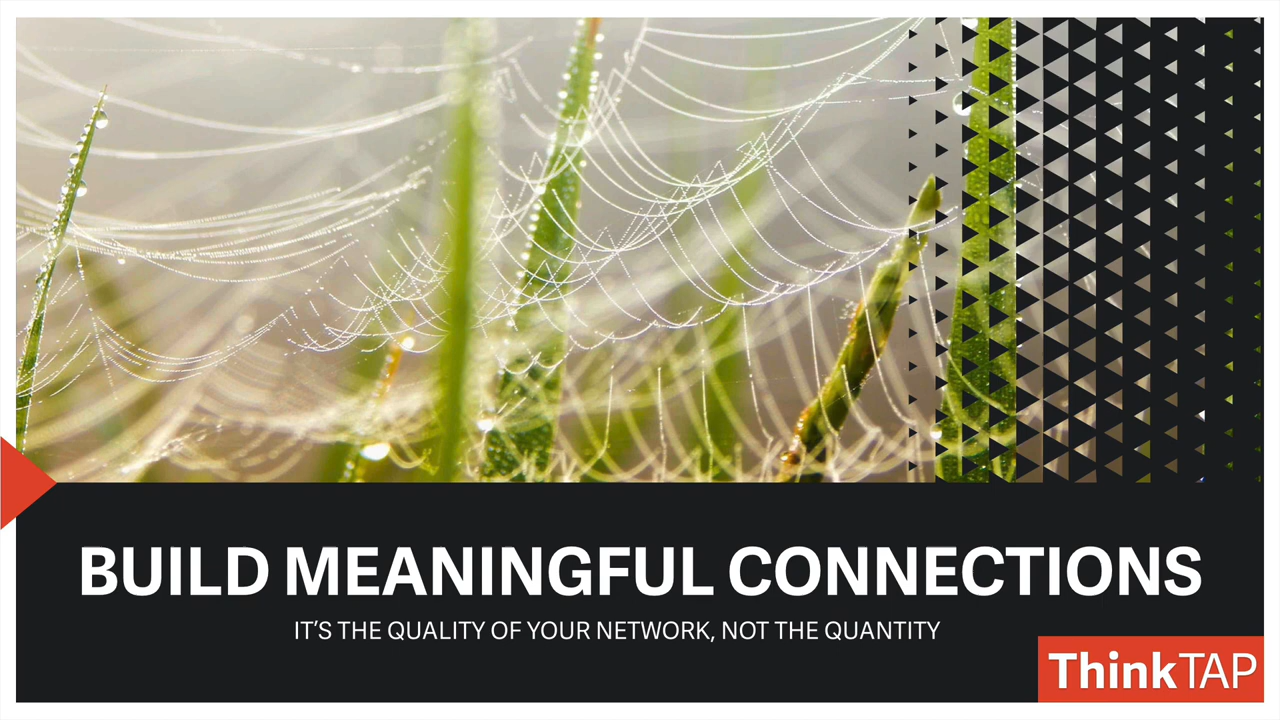 BUILD MEANINGFUL CONNECTIONS
IT'S THE QUALITY OF YOUR NETWORK, NOT THE QUANTITY
ThinkTAP